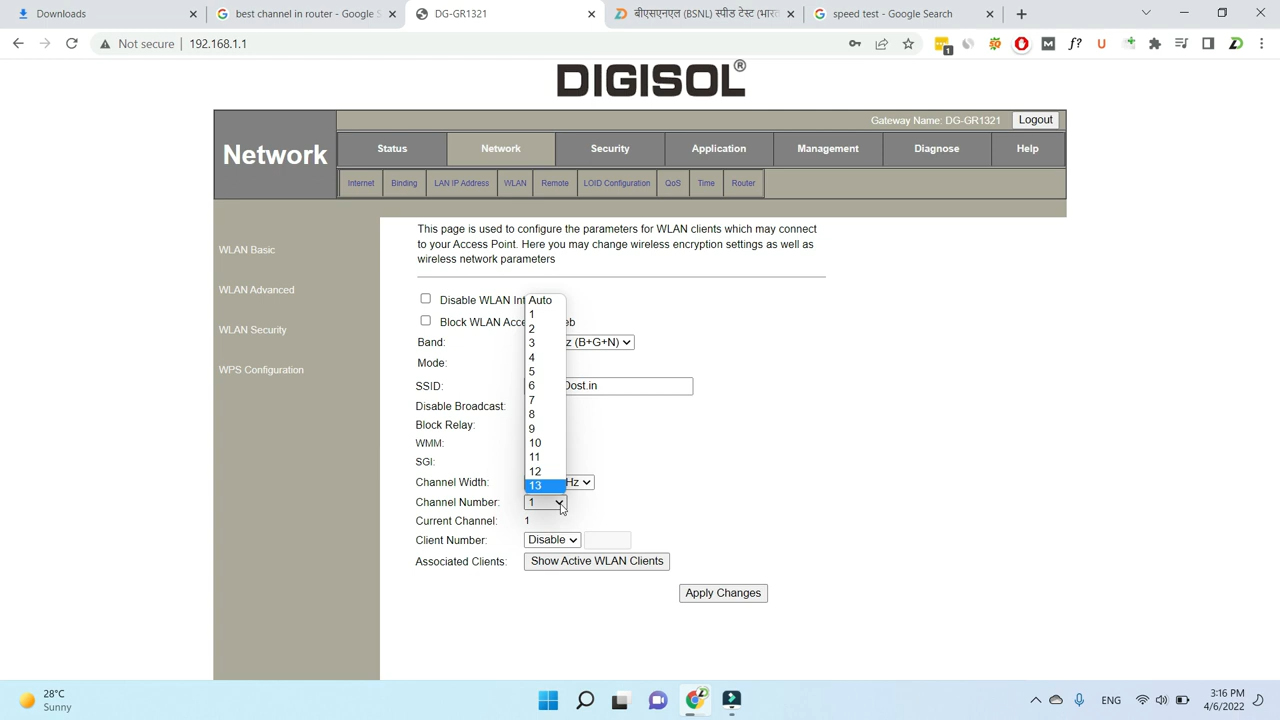 Downloads
best channel in router - Google S
DG-GR1321
बीएसएनएल (BSNL) स्पीड टेस्ट (भारत
speed test - Google Search
Not secure
192.168.1.1
1
DIGISOL®
Gateway Name: DG-GR1321
Logout
Network
Status
Network
Security
Application
Management
Diagnose
Help
Internet
Binding
LAN IP Address
WLAN
Remote
LOID Configuration
QoS
Time
Router
WLAN Basic
WLAN Advanced
WLAN Security
WPS Configuration
This page is used to configure the parameters for WLAN clients which may connect
to your Access Point. Here you may change wireless encryption settings as well as
wireless network parameters
Disable WLAN Int
Block WLAN Acce eb
Band: z (B+G+N)
Mode:
SSID: Dost.in
Disable Broadcast:
Block Relay:
WMM:
SGI:
Channel Width: Hz
Channel Number: 1
Current Channel: 1
Client Number: Disable
Associated Clients: Show Active WLAN Clients
Auto
1
2
3
4
5
6
7
8
9
10
11
12
13
Apply Changes
28°C
Sunny
ENG
3:16 PM
4/6/2022